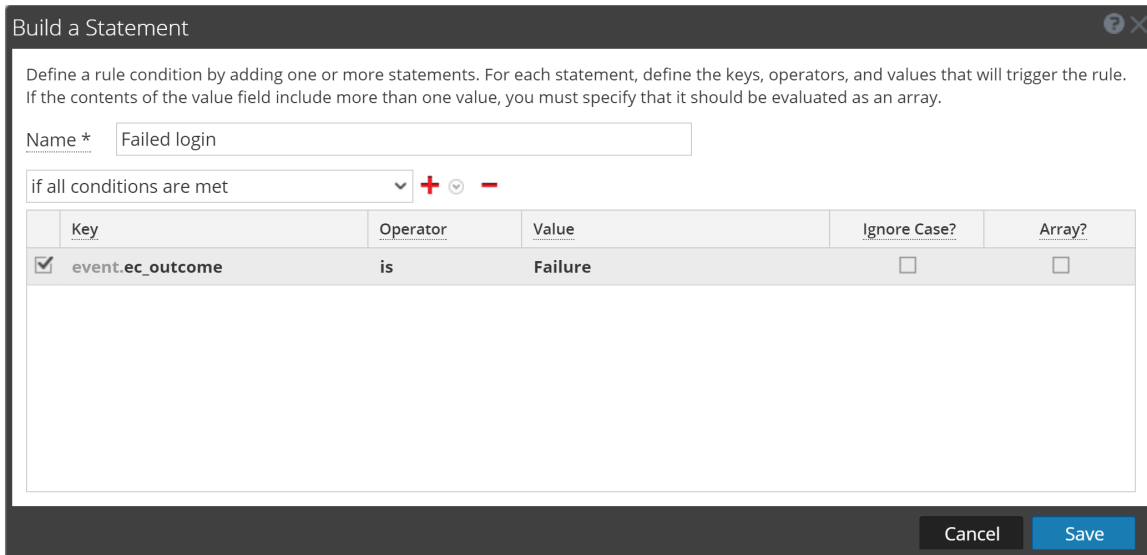 Build a Statement
Define a rule condition by adding one or more statements. For each statement, define the keys, operators, and values that will trigger the rule.
If the contents of the value field include more than one value, you must specify that it should be evaluated as an array.
Name * Failed login
if all conditions are met
Key Operator Value Ignore Case? Array?
event.ec_outcome is Failure
Cancel Save